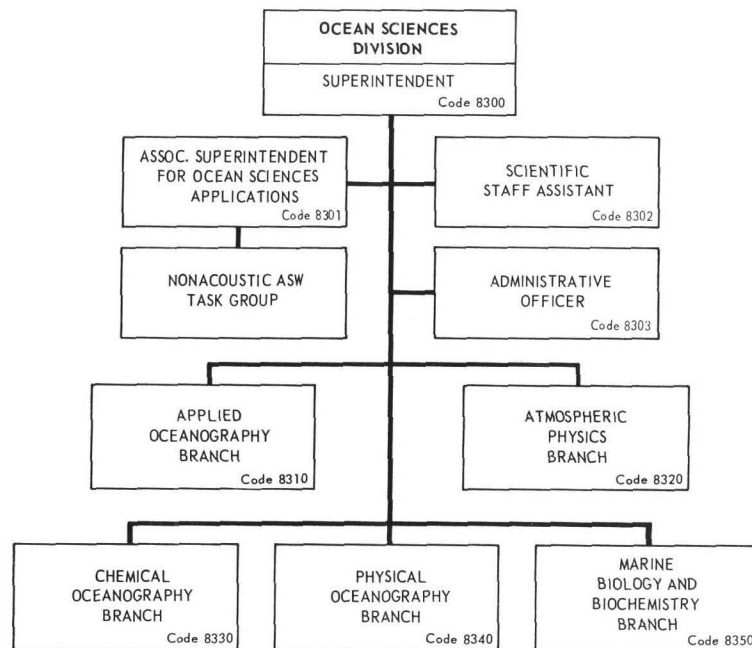 OCEAN SCIENCES
DIVISION
SUPERINTENDENT
Code 8300
ASSOC. SUPERINTENDENT
FOR OCEAN SCIENCES
APPLICATIONS
Code 8301
SCIENTIFIC
STAFF ASSISTANT
Code 8302
NONACOUSTIC ASW
TASK GROUP
ADMINISTRATIVE
OFFICER
Code 8303
APPLIED
OCEANOGRAPHY
BRANCH
Code 8310
ATMOSPHERIC
PHYSICS
BRANCH
Code 8320
CHEMICAL
OCEANOGRAPHY
BRANCH
Code 8330
PHYSICAL
OCEANOGRAPHY
BRANCH
Code 8340
MARINE
BIOLOGY AND
BIOCHEMISTRY
BRANCH
Code 8350